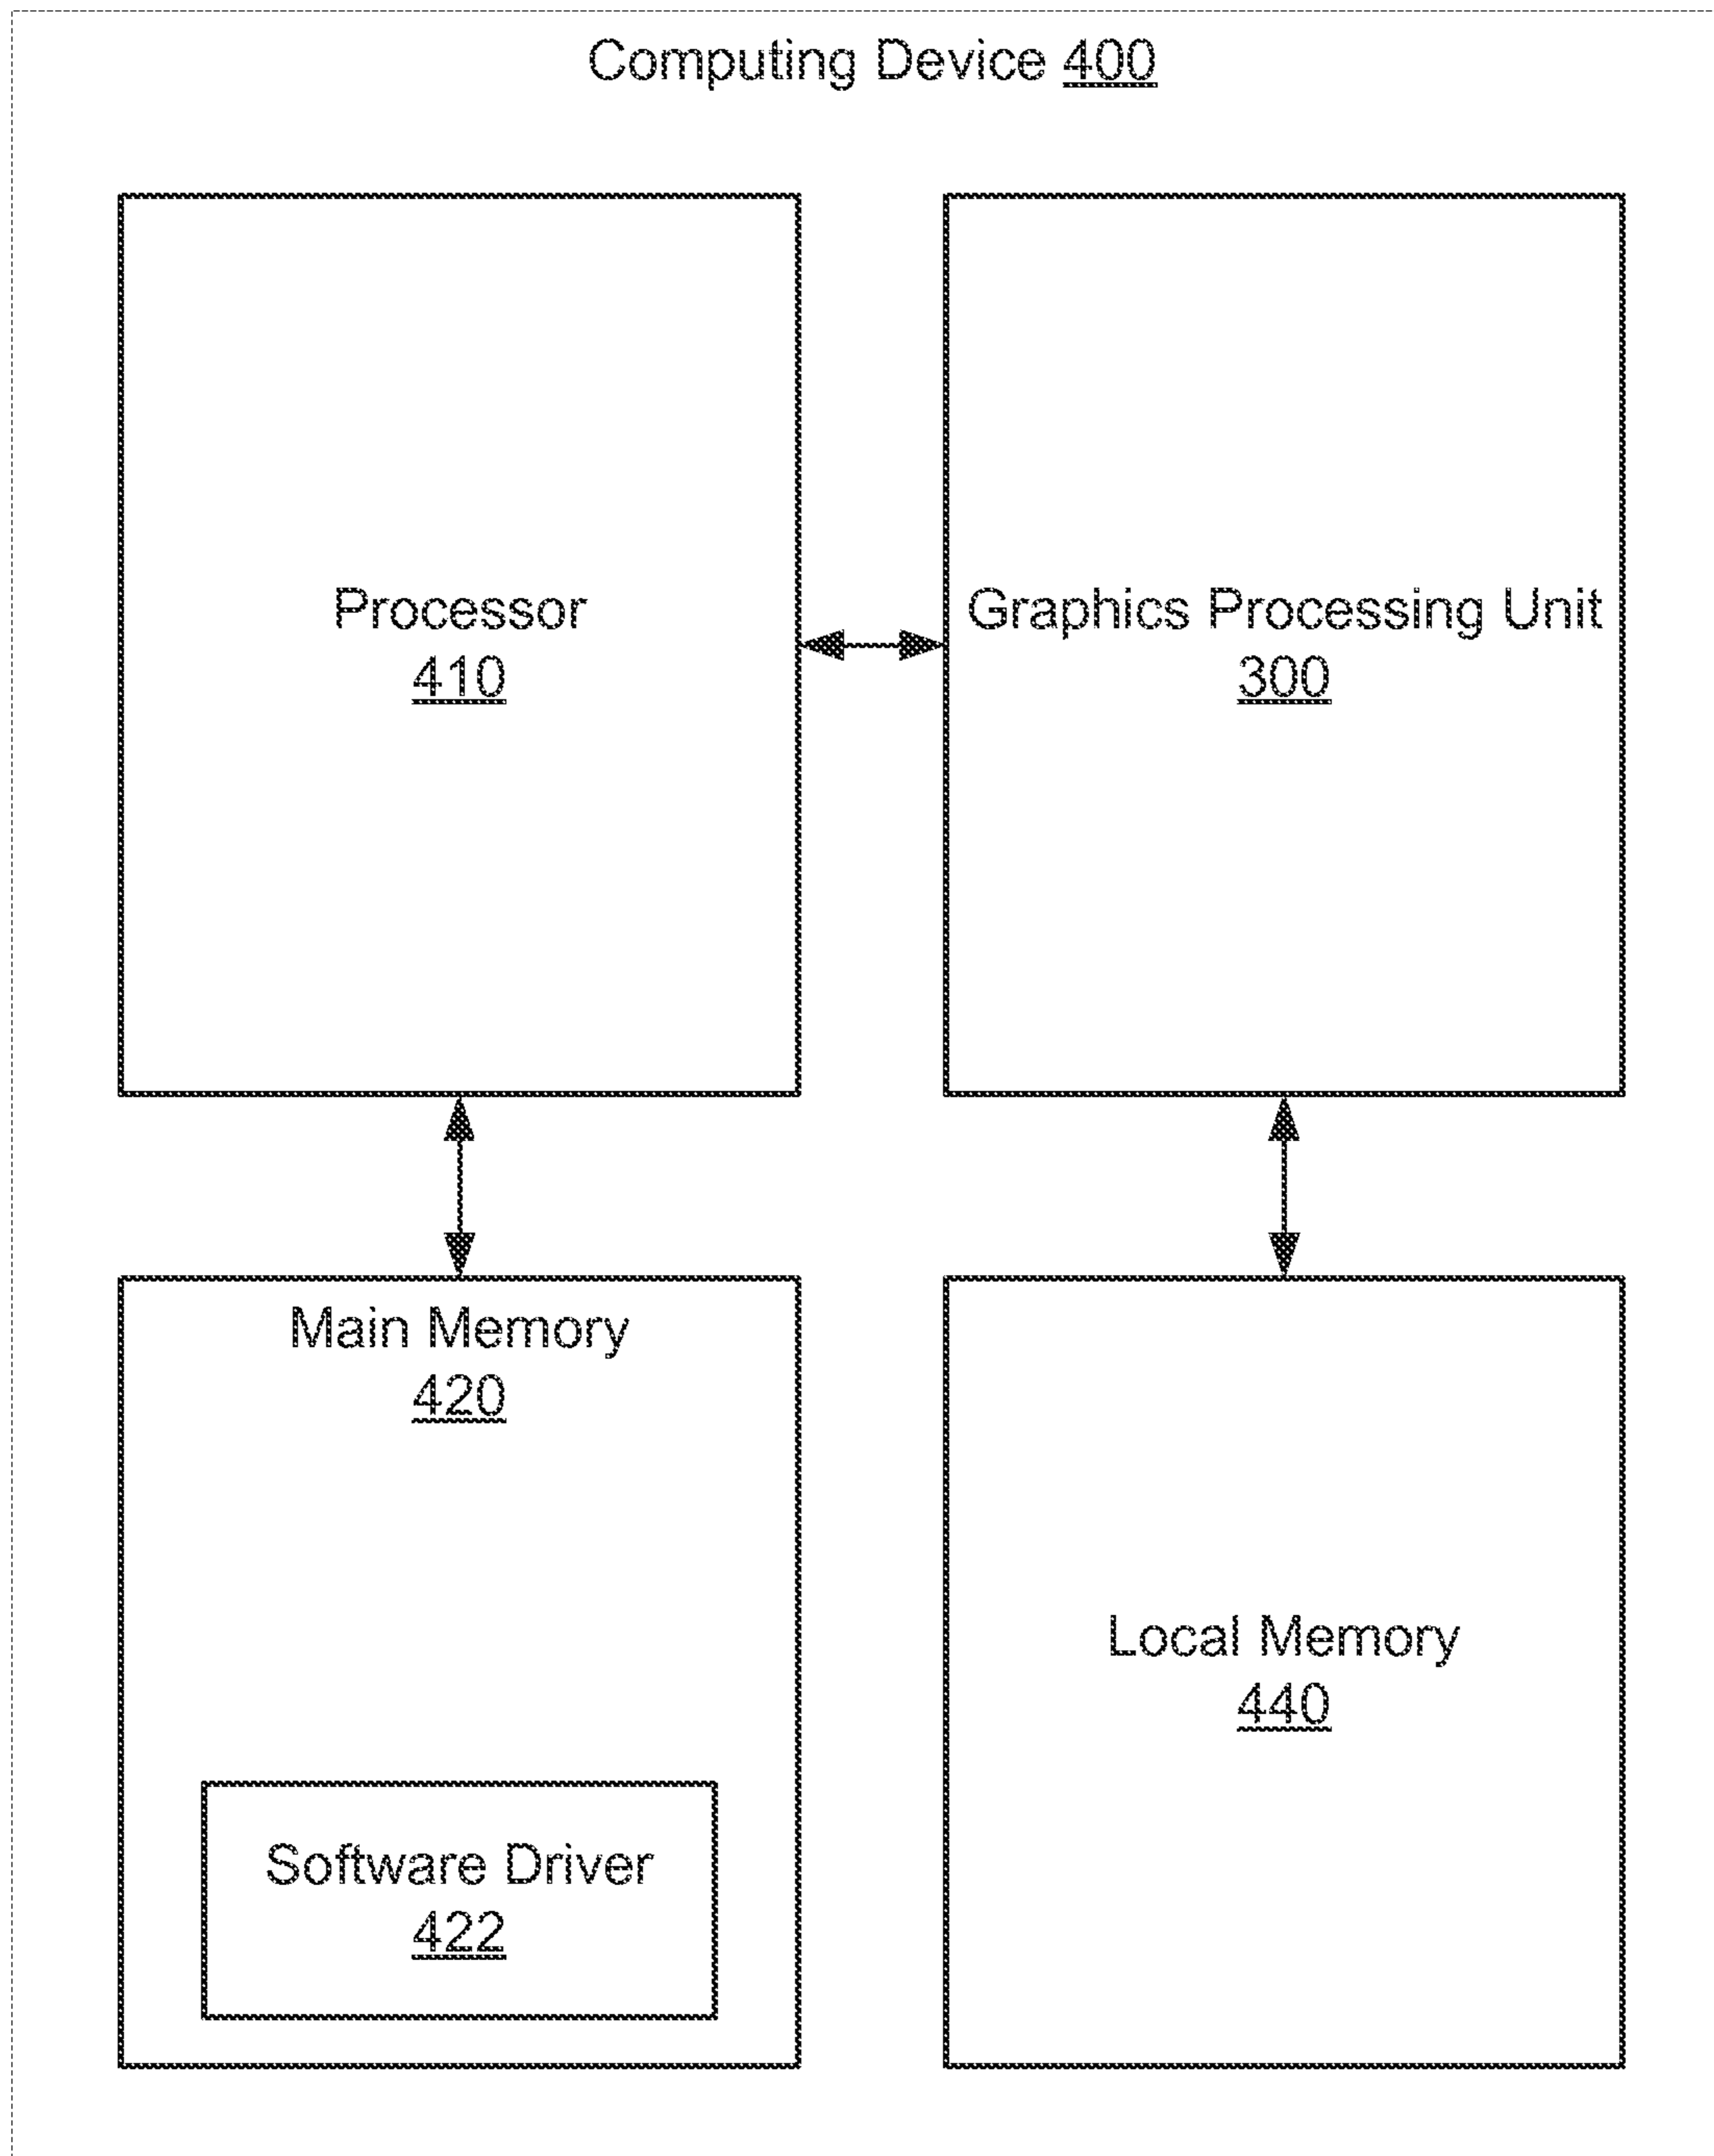 Computing Device 400
Processor
410
Graphics Processing Unit
300
Main Memory
420
Local Memory
440
Software Driver
422